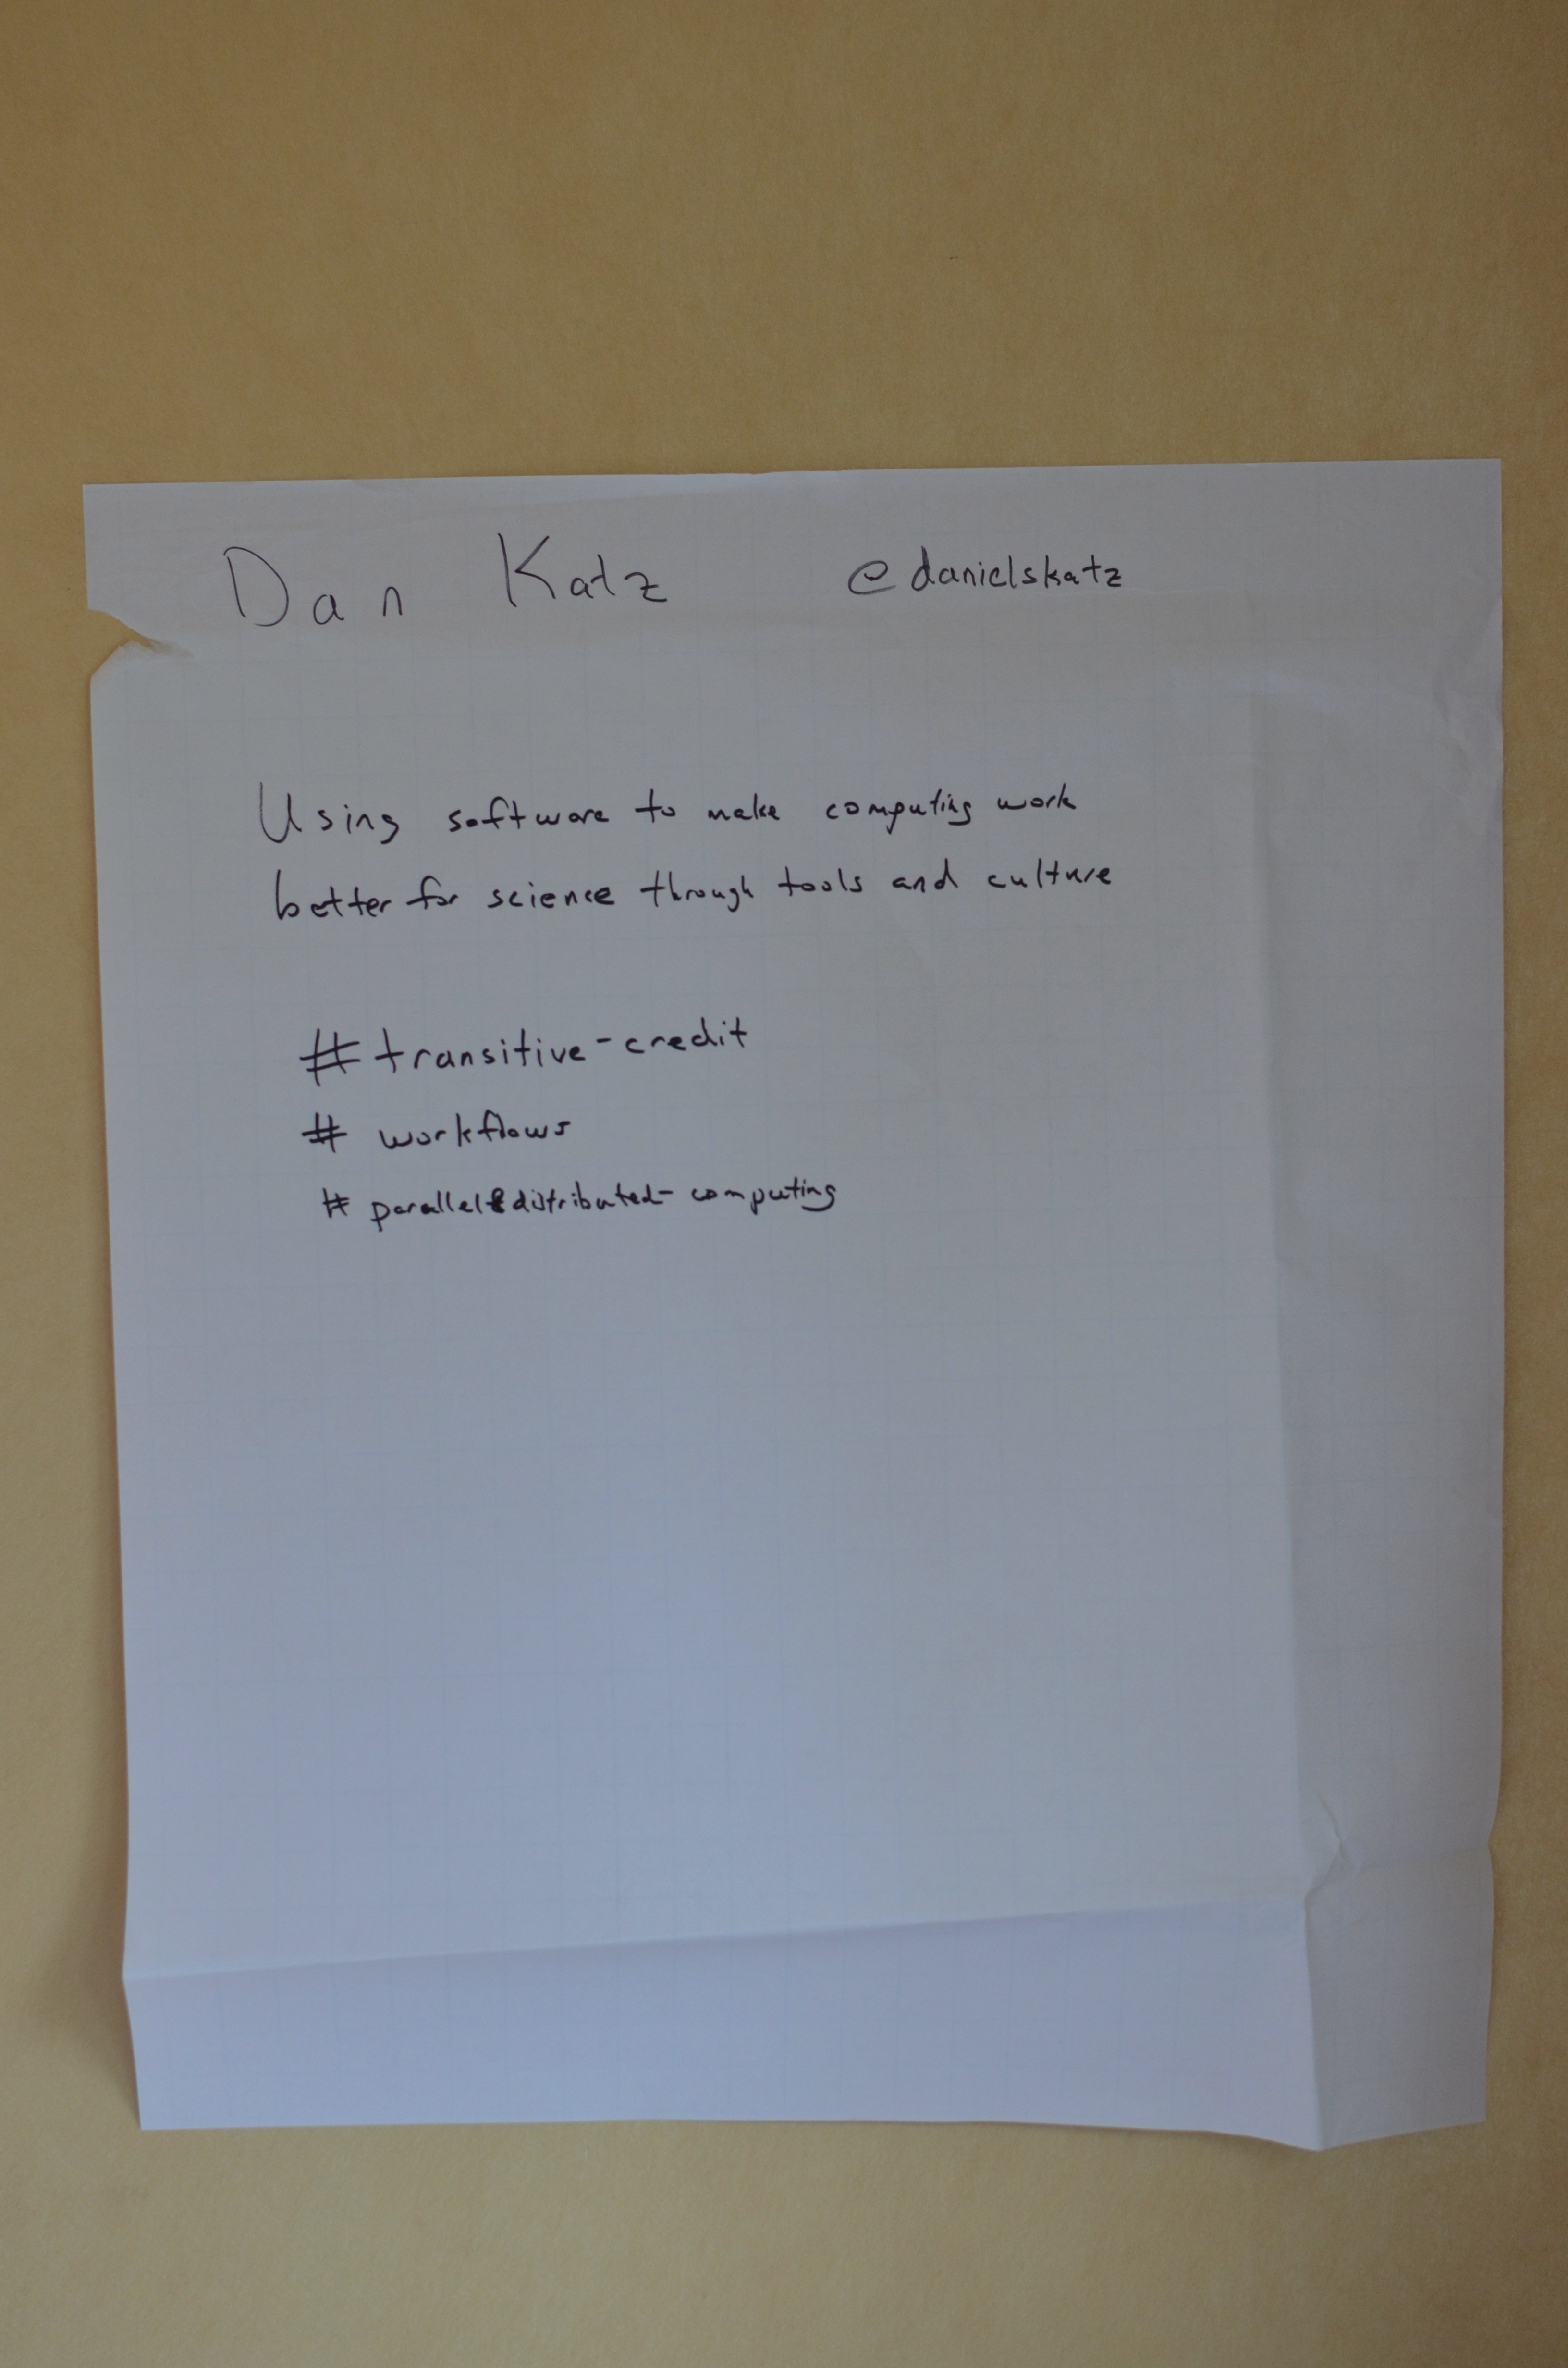 Dan Katz @danielskatz
Using software to make computing work
better for science through tools and culture
#transitive-credit
# workflows
# parallel&distributed-computing